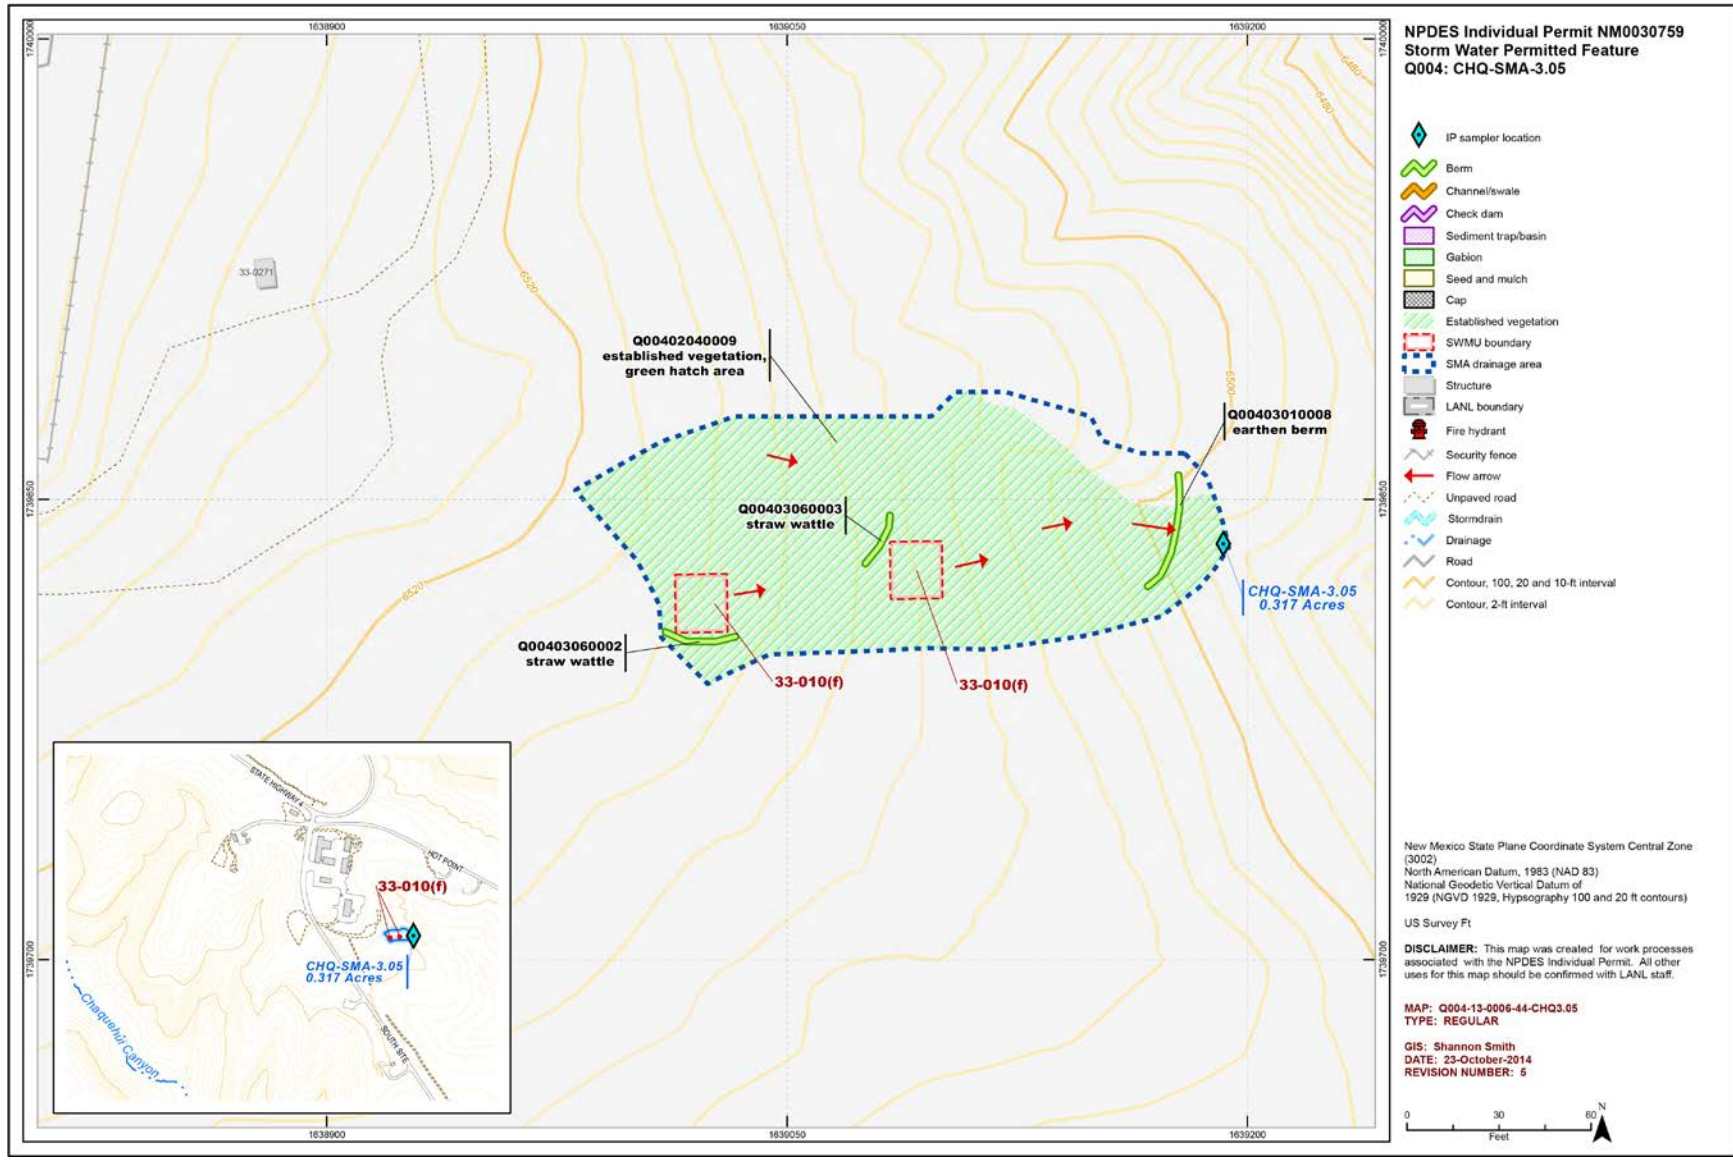 1638900
1639050
1639200
1740000
1740000
NPDES Individual Permit NM0030759
Storm Water Permitted Feature
Q004: CHQ-SMA-3.05
6480
6480
IP sampler location
Berm
Channel/swale
Check dam
Sediment trap/basin
Gabion
Seed and mulch
Cap
Established vegetation
SWMU boundary
SMA drainage area
Structure
LANL boundary
Fire hydrant
Security fence
Flow arrow
Unpaved road
Stormdrain
Drainage
Road
Contour, 100, 20 and 10-ft interval
Contour, 2-ft interval
33-0271
6520
Q00402040009
established vegetation,
green hatch area
6500
Q00403010008
earthen berm
1739850
1739850
Q00403060003
straw wattle
6520
CHQ-SMA-3.05
0.317 Acres
Q00403060002
straw wattle
33-010(f)
33-010(f)
STATE HIGHWAY 4
HOT POINT
33-010(f)
CHQ-SMA-3.05
0.317 Acres
Chaquehui Canyon
SOUTH SITE
1739700
1739700
New Mexico State Plane Coordinate System Central Zone
(3002)
North American Datum, 1983 (NAD 83)
National Geodetic Vertical Datum of
1929 (NGVD 1929, Hypsography 100 and 20 ft contours)
US Survey Ft
DISCLAIMER: This map was created for work processes
associated with the NPDES Individual Permit. All other
uses for this map should be confirmed with LANL staff.
MAP: Q004-13-0006-44-CHQ3.05
TYPE: REGULAR
GIS: Shannon Smith
DATE: 23-October-2014
REVISION NUMBER: 5
0 30 60
Feet
N
1638900
1639050
1639200